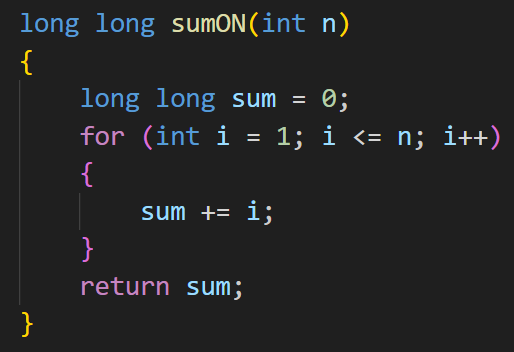 long long sumON(int n)
{
    long long sum = 0;
    for (int i = 1; i <= n; i++)
    {
        sum += i;
    }
    return sum;
}